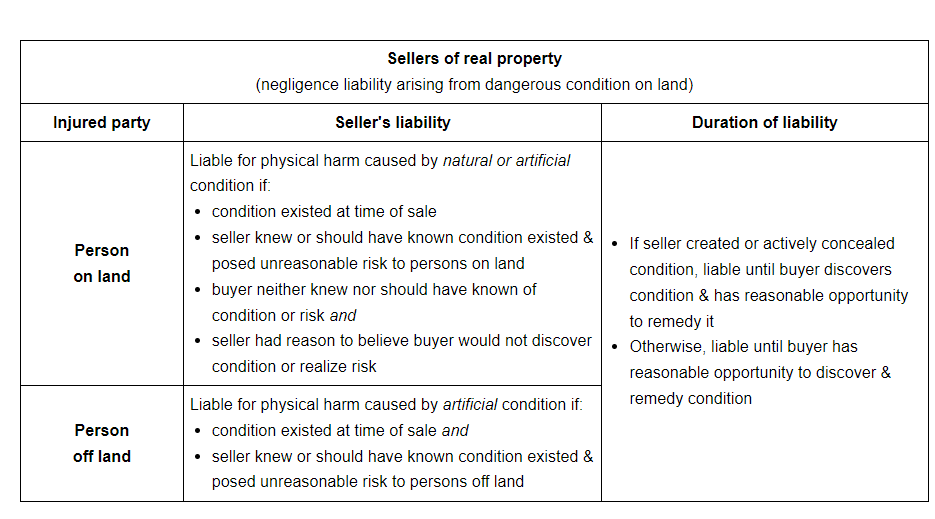 Sellers of real property
(negligence liability arising from dangerous condition on land)
Injured party
Seller's liability
Duration of liability
Person
on land
Liable for physical harm caused by natural or artificial
condition if:
• condition existed at time of sale
• seller knew or should have known condition existed &
posed unreasonable risk to persons on land
• buyer neither knew nor should have known of
condition or risk and
• seller had reason to believe buyer would not discover
condition or realize risk
• If seller created or actively concealed
condition, liable until buyer discovers
condition & has reasonable opportunity
to remedy it
• Otherwise, liable until buyer has
reasonable opportunity to discover &
remedy condition
Person
off land
Liable for physical harm caused by artificial condition if:
• condition existed at time of sale and
• seller knew or should have known condition existed &
posed unreasonable risk to persons off land